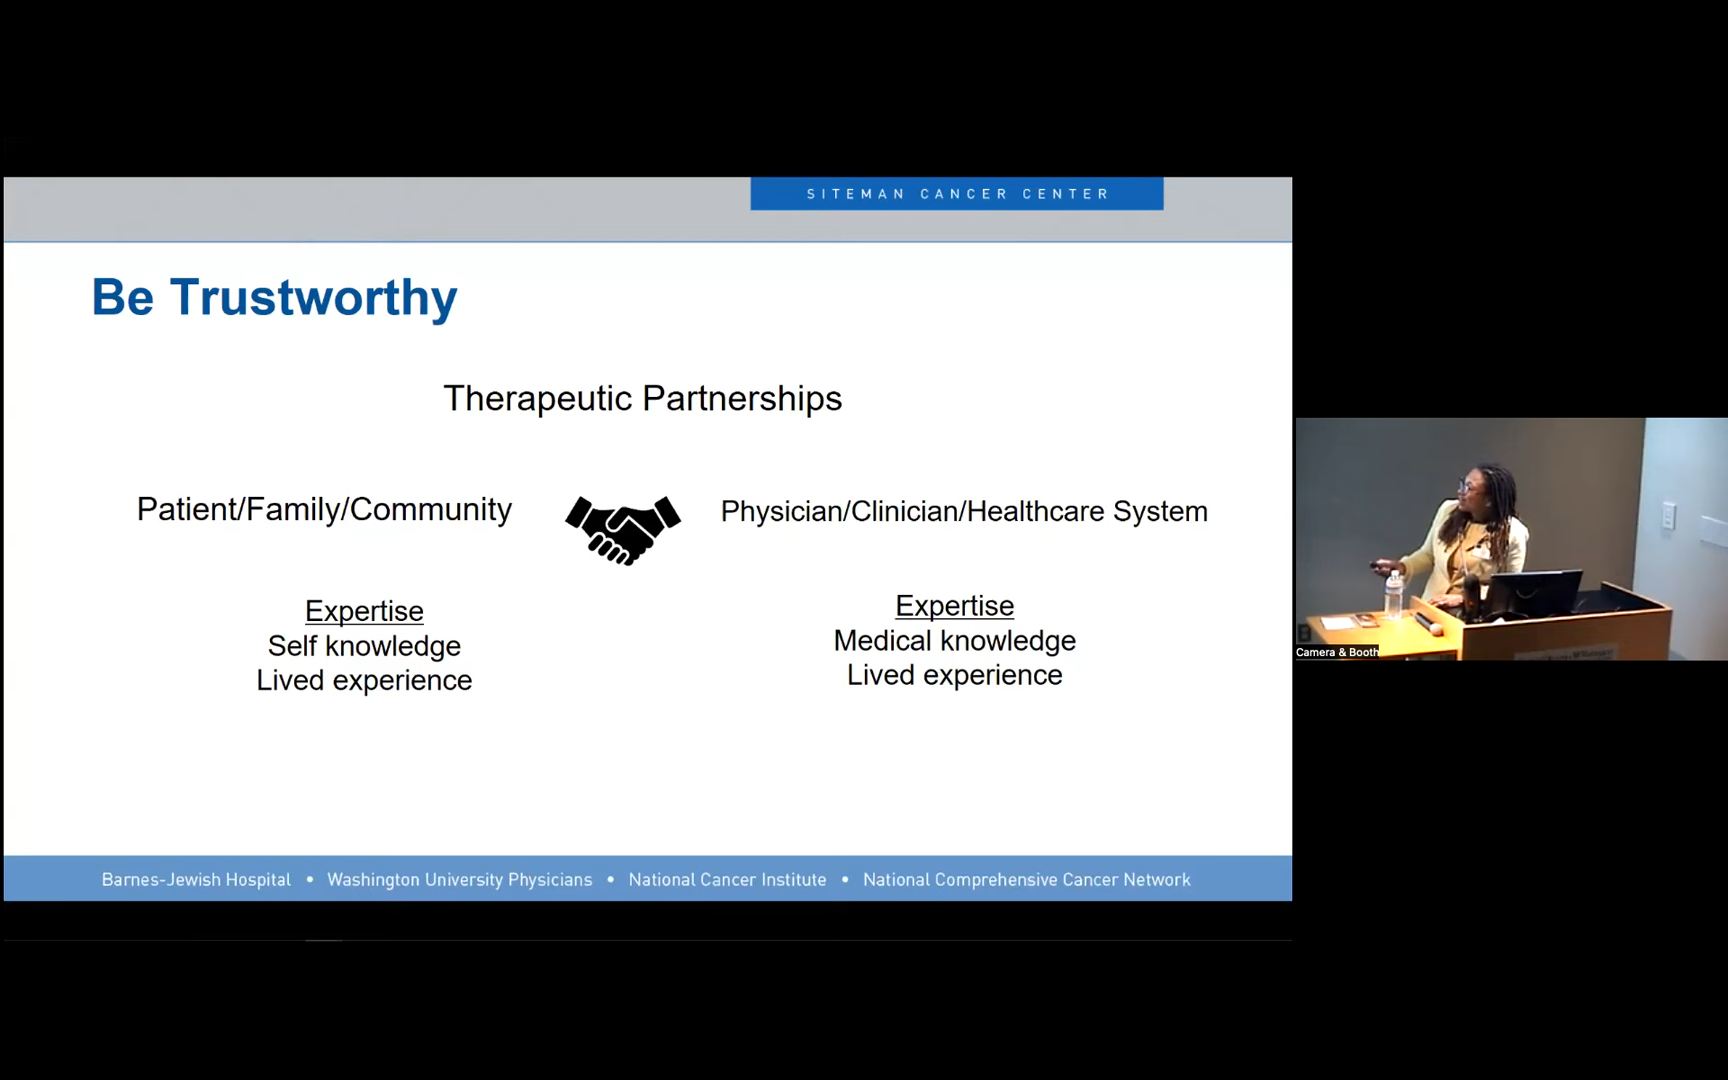 SITEMAN CANCER CENTER
Be Trustworthy
Therapeutic Partnerships
Patient/Family/Community
Physician/Clinician/Healthcare System
Expertise
Self knowledge
Lived experience
Expertise
Medical knowledge
Lived experience
Barnes-Jewish Hospital • Washington University Physicians • National Cancer Institute • National Comprehensive Cancer Network
Camera & Booth